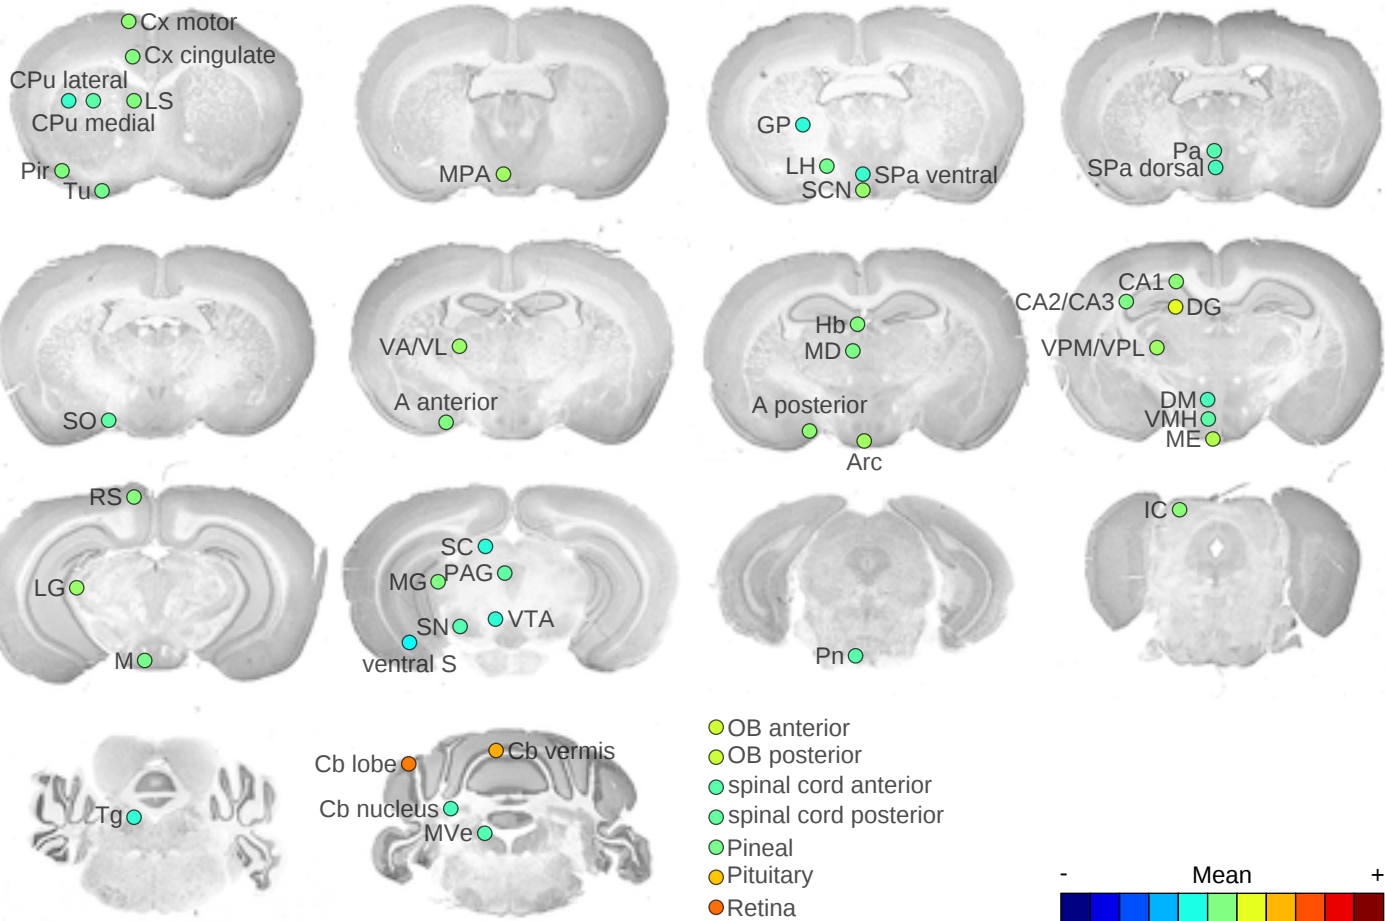 Cx motor
Cx cingulate
CPu lateral
LS
CPu medial
Pir
Tu
MPA
GP
LH
SPa ventral
SCN
Pa
SPa dorsal
SO
VA/VL
A anterior
Hb
MD
A posterior
Arc
CA1
CA2/CA3
DG
VPM/VPL
DM
VMH
ME
RS
LG
M
SC
PAG
MG
VTA
SN
ventral S
Pn
IC
Tg
Cb lobe
Cb vermis
Cb nucleus
MVe
OB anterior
OB posterior
spinal cord anterior
spinal cord posterior
Pineal
Pituitary
Retina
- Mean +